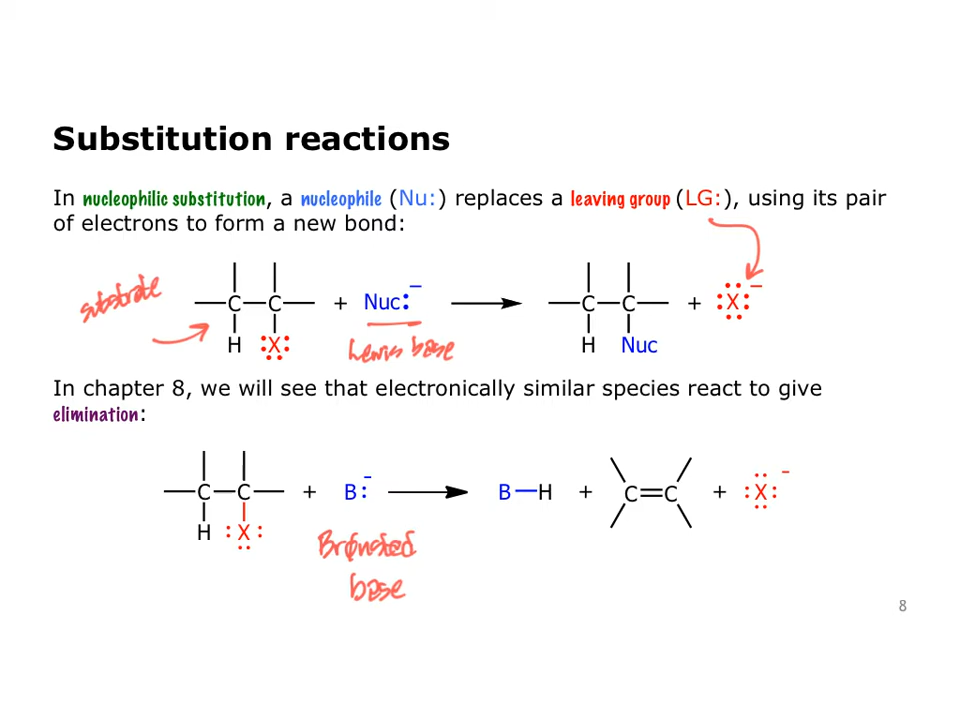 Substitution reactions
In nucleophilic substitution, a nucleophile (Nu:) replaces a leaving group (LG:), using its pair
of electrons to form a new bond:
substrate
C C + Nuc:⁻ C C + :X:⁻
H :X: Lewis base H Nuc
In chapter 8, we will see that electronically similar species react to give
elimination:
C C + B:⁻ B H + C C + :X:⁻
H :X:
Brønsted
base
8